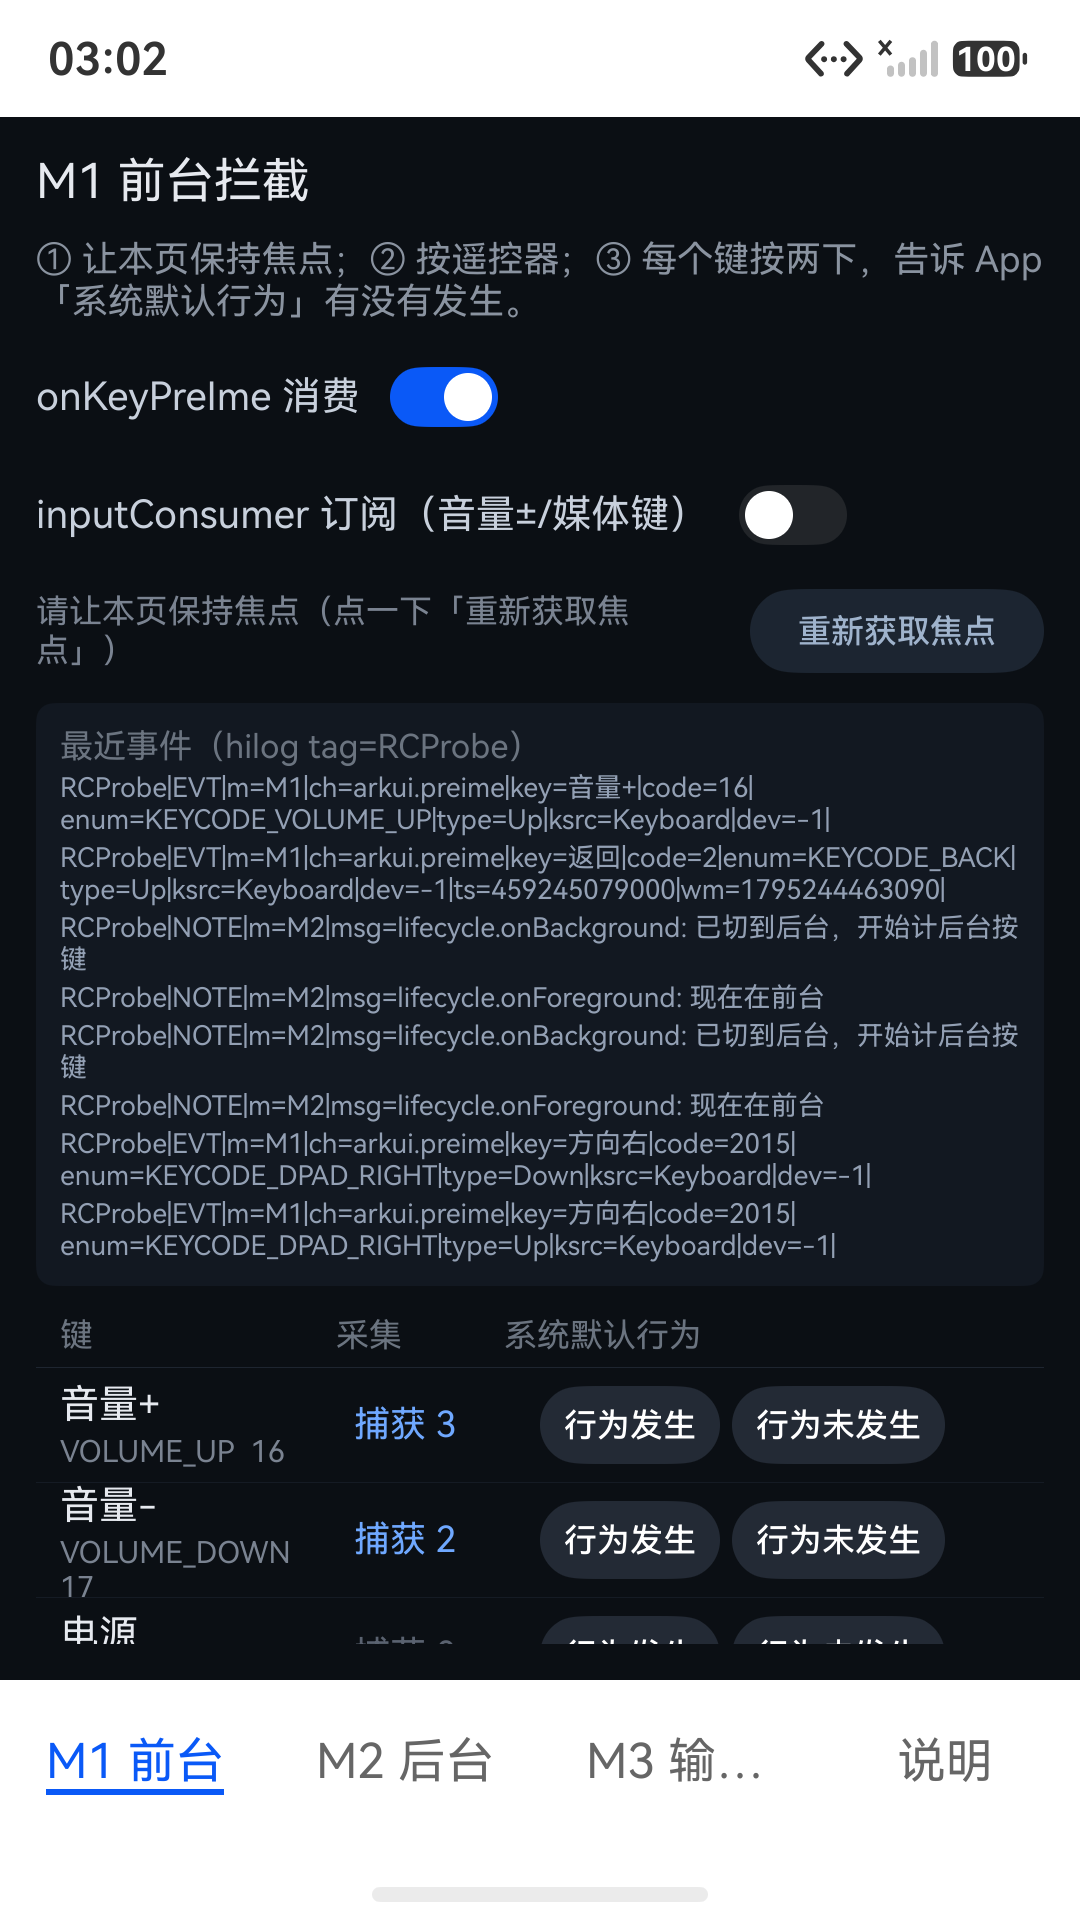 03:02
100
M1 前台拦截
① 让本页保持焦点；② 按遥控器；③ 每个键按两下，告诉 App
「系统默认行为」有没有发生。
onKeyPreIme 消费
inputConsumer 订阅（音量±/媒体键）
请让本页保持焦点（点一下「重新获取焦
点」）
重新获取焦点
最近事件（hilog tag=RCProbe）
RCProbe|EVT|m=M1|ch=arkui.preime|key=音量+|code=16|
enum=KEYCODE_VOLUME_UP|type=Up|ksrc=Keyboard|dev=-1|
RCProbe|EVT|m=M1|ch=arkui.preime|key=返回|code=2|enum=KEYCODE_BACK|
type=Up|ksrc=Keyboard|dev=-1|ts=459245079000|wm=1795244463090|
RCProbe|NOTE|m=M2|msg=lifecycle.onBackground: 已切到后台，开始计后台按
键
RCProbe|NOTE|m=M2|msg=lifecycle.onForeground: 现在在前台
RCProbe|NOTE|m=M2|msg=lifecycle.onBackground: 已切到后台，开始计后台按
键
RCProbe|NOTE|m=M2|msg=lifecycle.onForeground: 现在在前台
RCProbe|EVT|m=M1|ch=arkui.preime|key=方向右|code=2015|
enum=KEYCODE_DPAD_RIGHT|type=Down|ksrc=Keyboard|dev=-1|
RCProbe|EVT|m=M1|ch=arkui.preime|key=方向右|code=2015|
enum=KEYCODE_DPAD_RIGHT|type=Up|ksrc=Keyboard|dev=-1|
键 采集 系统默认行为
音量+
VOLUME_UP 16
捕获 3 行为发生 行为未发生
音量-
VOLUME_DOWN
17
捕获 2 行为发生 行为未发生
电源
M1 前台 M2 后台 M3 输… 说明